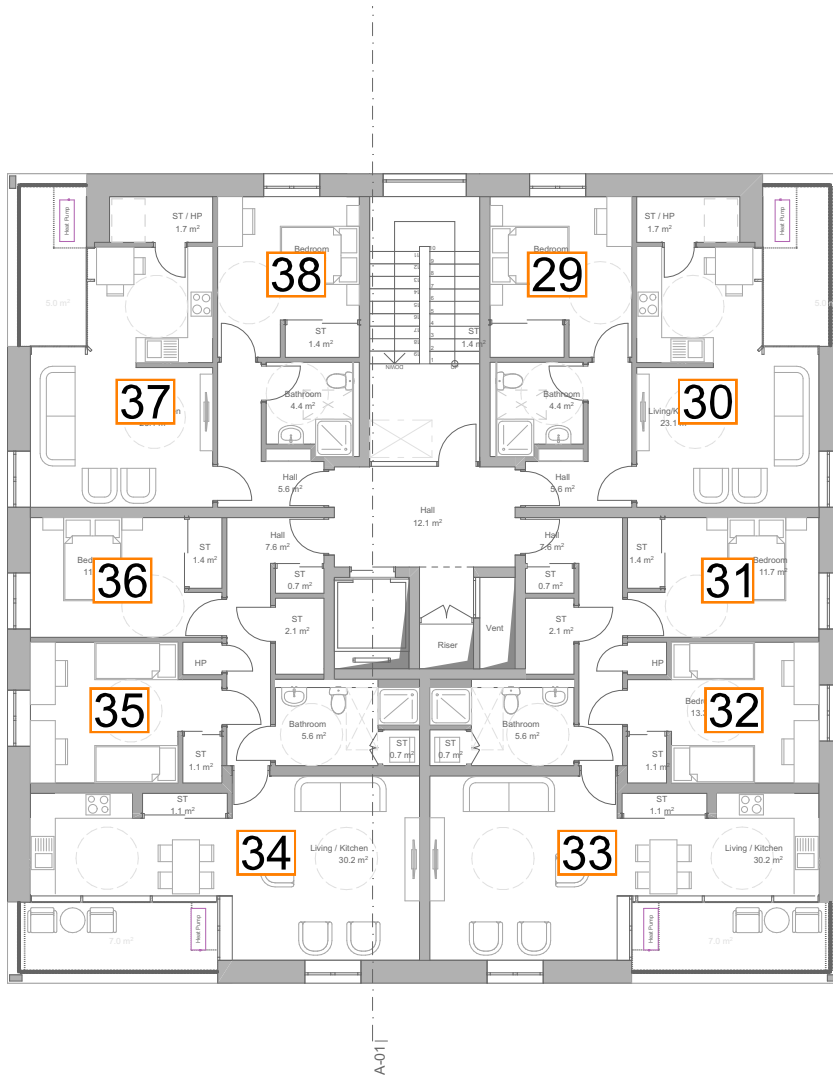 Heat Pump
ST / HP
1.7 m²
ST / HP
1.7 m²
Heat Pump
Bedroom
38
Bedroom
29
5.0 m²
ST
1.4 m²
ST
1.4 m²
DOWN
UP
37
Bathroom
4.4 m²
Bathroom
4.4 m²
Living/K
23.1
30
Hall
5.6 m²
Hall
5.6 m²
Hall
12.1 m²
Hall
7.6 m²
Hall
7.6 m²
ST
1.4 m²
ST
1.4 m²
36
31
Bedroom
11.7 m²
ST
0.7 m²
ST
0.7 m²
ST
2.1 m²
ST
2.1 m²
Riser
Vent
HP
HP
35
32
Bathroom
5.6 m²
Bathroom
5.6 m²
ST
1.1 m²
ST
0.7 m²
ST
0.7 m²
ST
1.1 m²
ST
1.1 m²
ST
1.1 m²
34
Living / Kitchen
30.2 m²
33
Living / Kitchen
30.2 m²
7.0 m²
Heat Pump
Heat Pump
7.0 m²
A-01